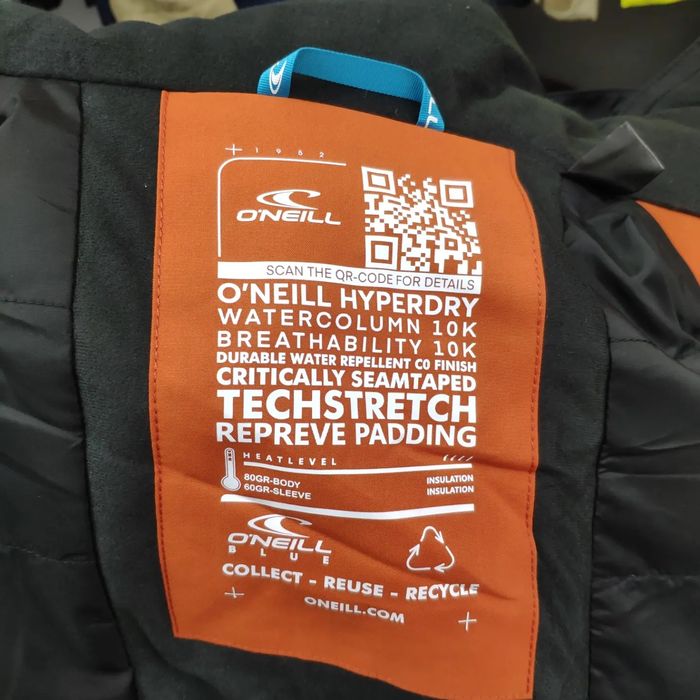 1952
O'NEILL
SCAN THE QR-CODE FOR DETAILS
O'NEILL HYPERDRY
WATERCOLUMN 10K
BREATHABILITY 10K
DURABLE WATER REPELLENT C0 FINISH
CRITICALLY SEAMTAPED
TECHSTRETCH
REPREVE PADDING
HEATLEVEL
80GR-BODY INSULATION
60GR-SLEEVE INSULATION
O'NEILL
BLUE
COLLECT - REUSE - RECYCLE
ONEILL.COM